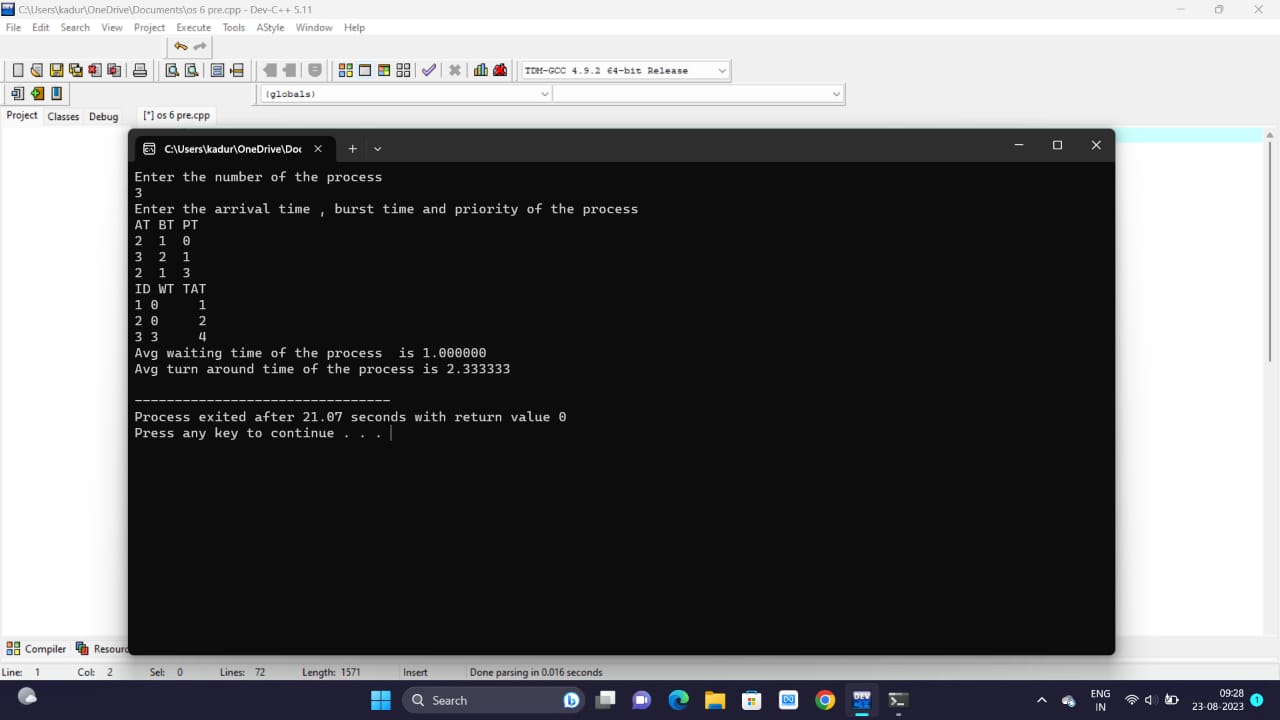 C:\Users\kadur\OneDrive\Documents\os 6 pre.cpp - Dev-C++ 5.11
File Edit Search View Project Execute Tools AStyle Window Help
TDM-GCC 4.9.2 64-bit Release
(globals)
Project Classes Debug [*] os 6 pre.cpp
C:\Users\kadur\OneDrive\Doc
Enter the number of the process
3
Enter the arrival time , burst time and priority of the process
AT BT PT
2  1  0
3  2  1
2  1  3
ID WT TAT
1 0     1
2 0     2
3 3     4
Avg waiting time of the process  is 1.000000
Avg turn around time of the process is 2.333333
--------------------------------
Process exited after 21.07 seconds with return value 0
Press any key to continue . . .
Compiler Resourc
Line: 1 Col: 2 Sel: 0 Lines: 72 Length: 1571 Insert Done parsing in 0.016 seconds
Search
DEV
C++
ENG
IN
09:28
23-08-2023
1